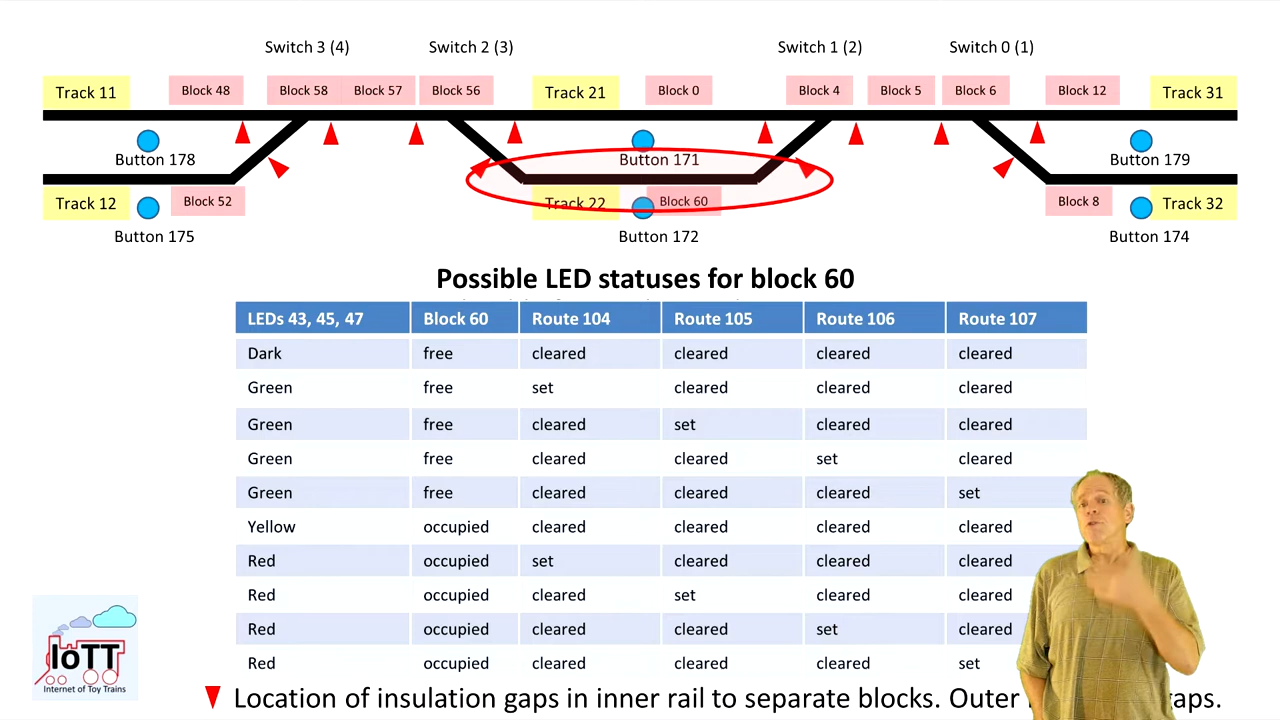 Switch 3 (4) Switch 2 (3) Switch 1 (2) Switch 0 (1)
Track 11 Block 48 Block 58 Block 57 Block 56 Track 21 Block 0 Block 4 Block 5 Block 6 Block 12 Track 31
Button 178 Button 171 Button 179
Track 12 Block 52 Track 22 Block 60 Block 8 Track 32
Button 175 Button 172 Button 174
Possible LED statuses for block 60
LEDs 43, 45, 47 Block 60 Route 104 Route 105 Route 106 Route 107
Dark free cleared cleared cleared cleared
Green free set cleared cleared cleared
Green free cleared set cleared cleared
Green free cleared cleared set cleared
Green free cleared cleared cleared set
Yellow occupied cleared cleared cleared cleared
Red occupied set cleared cleared cleared
Red occupied cleared set cleared cleared
Red occupied cleared cleared set cleared
Red occupied cleared cleared cleared set
IoTT
Internet of Toy Trains
Location of insulation gaps in inner rail to separate blocks. Outer gaps.